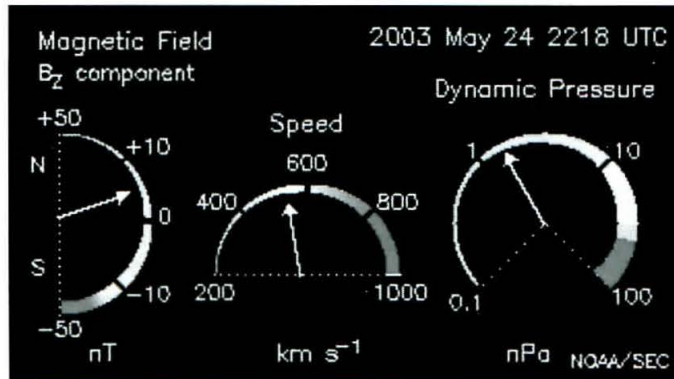 Magnetic Field
B_Z component
2003 May 24 2218 UTC
+50
N
+10
0
S
-10
-50
nT
Speed
200
400
600
800
1000
km s⁻¹
Dynamic Pressure
0.1
1
10
100
nPa
NOAA/SEC